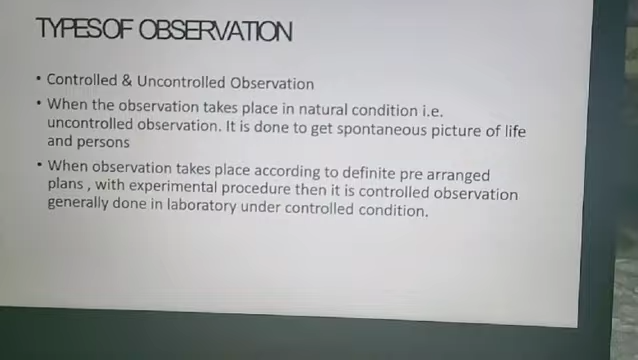 TYPES OF OBSERVATION
• Controlled & Uncontrolled Observation
• When the observation takes place in natural condition i.e.
uncontrolled observation. It is done to get spontaneous picture of life
and persons
• When observation takes place according to definite pre arranged
plans , with experimental procedure then it is controlled observation
generally done in laboratory under controlled condition.